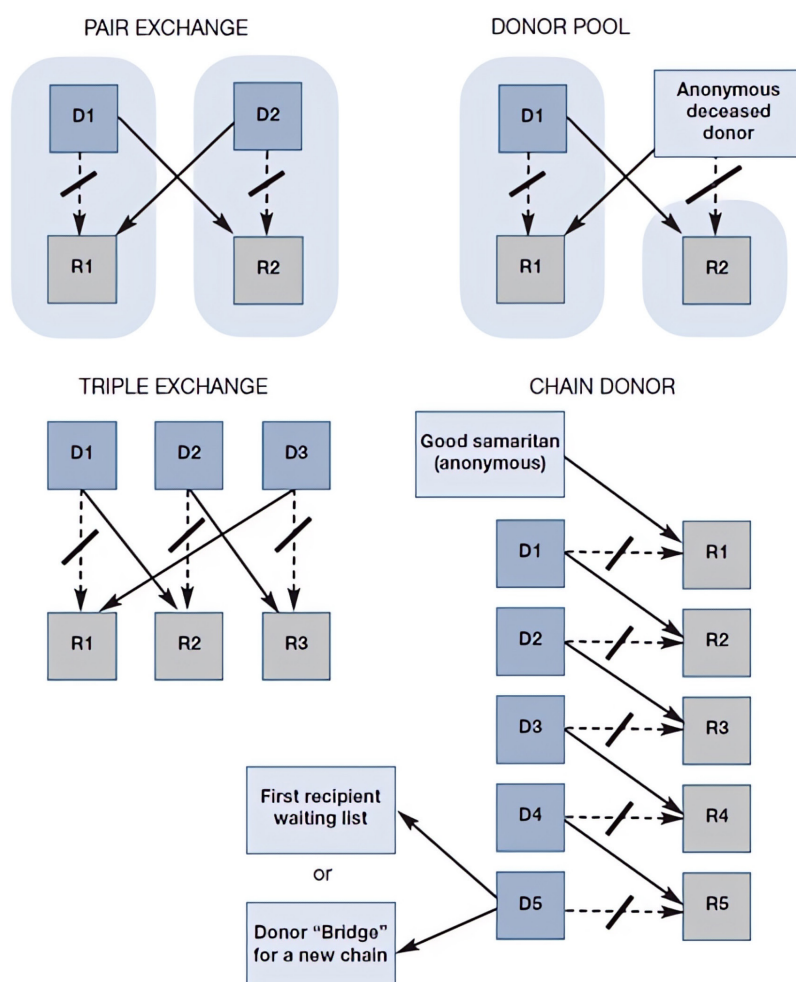 PAIR EXCHANGE
D1
D2
R1
R2
DONOR POOL
D1
Anonymous
deceased
donor
R1
R2
TRIPLE EXCHANGE
D1
D2
D3
R1
R2
R3
CHAIN DONOR
Good samaritan
(anonymous)
D1
R1
D2
R2
D3
R3
D4
R4
D5
R5
First recipient
waiting list
or
Donor “Bridge”
for a new chain